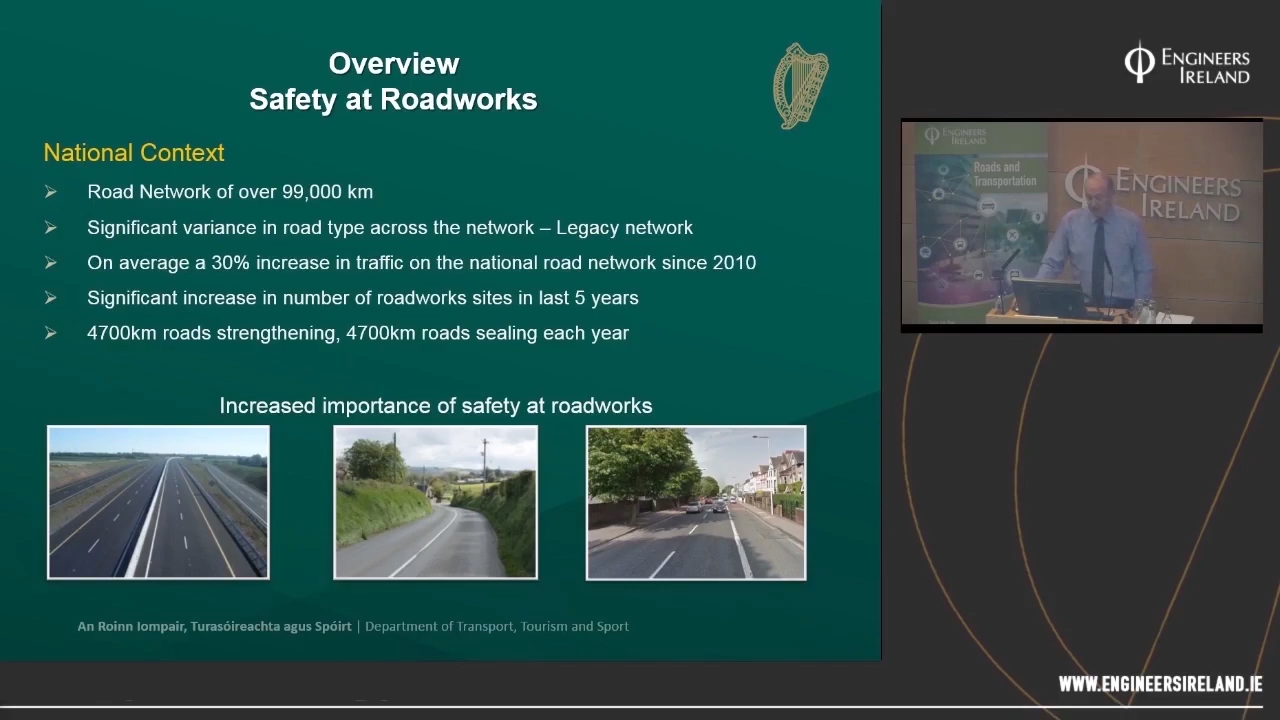 Overview
Safety at Roadworks
National Context
Road Network of over 99,000 km
Significant variance in road type across the network – Legacy network
On average a 30% increase in traffic on the national road network since 2010
Significant increase in number of roadworks sites in last 5 years
4700km roads strengthening, 4700km roads sealing each year
Increased importance of safety at roadworks
An Roinn Iompair, Turasóireachta agus Spóirt | Department of Transport, Tourism and Sport
ENGINEERS
IRELAND
ENGINEERS
IRELAND
Roads and
Transportation
ENGINEERS
IRELAND
WWW.ENGINEERSIRELAND.IE